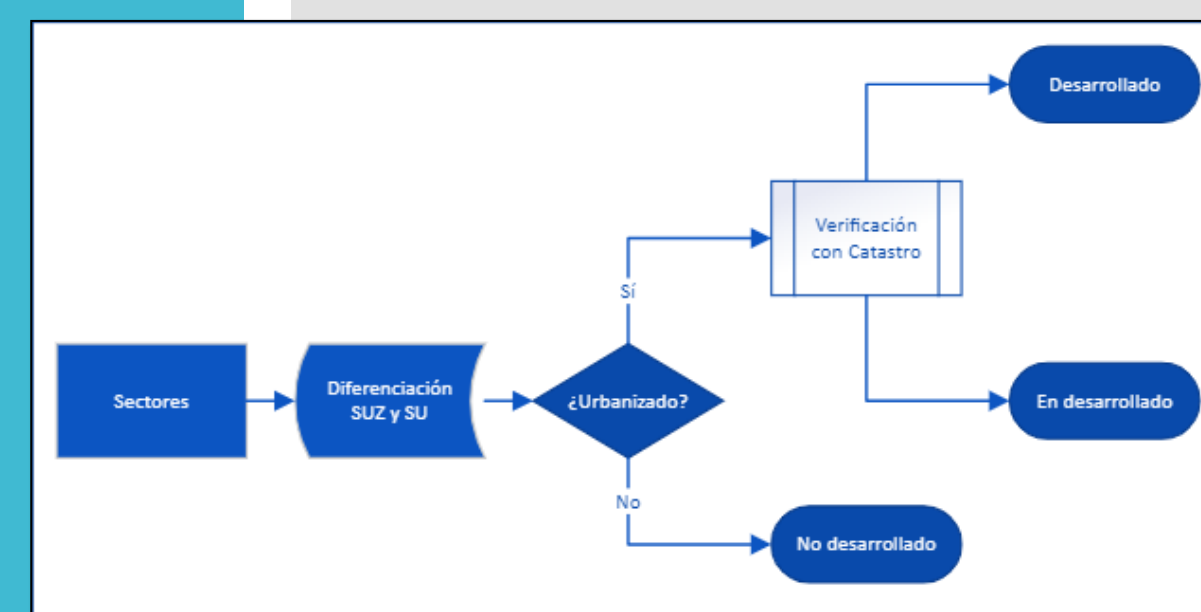 Desarrollado
Verificación
con Catastro
Sí
Sectores
Diferenciación
SUZ y SU
¿Urbanizado?
En desarrollado
No
No desarrollado